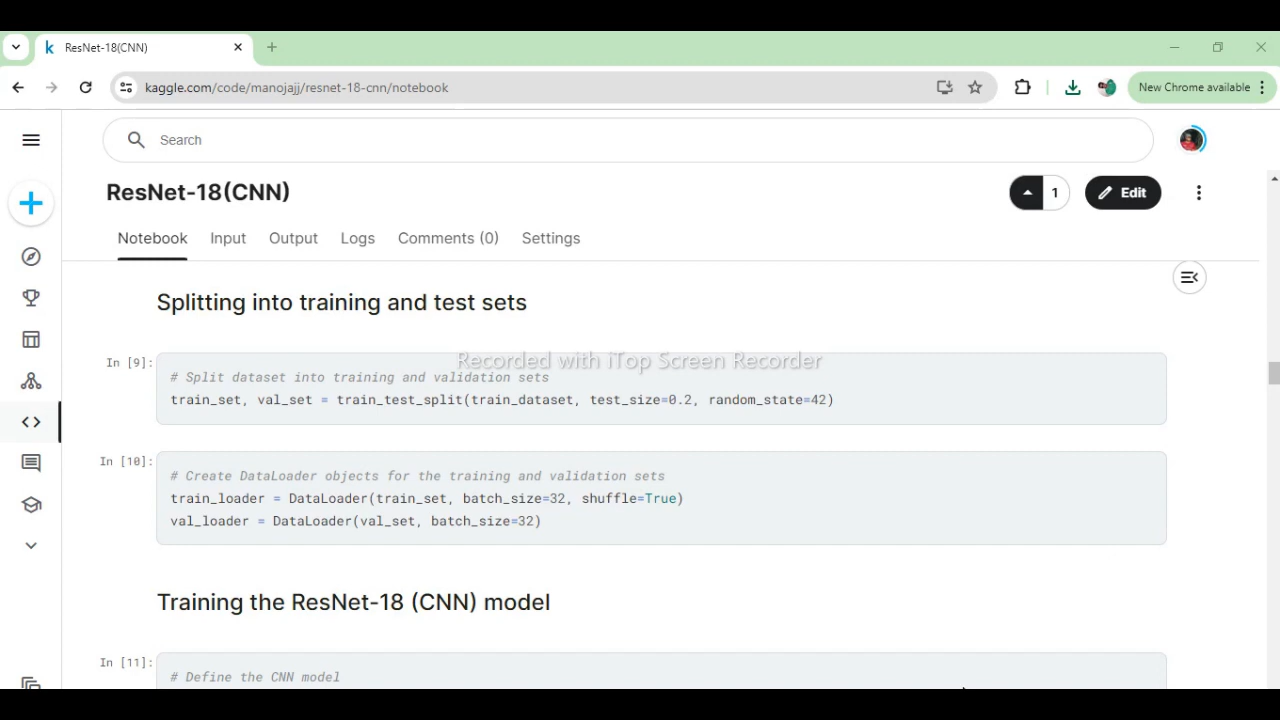 ResNet-18(CNN)
kaggle.com/code/manojajj/resnet-18-cnn/notebook
New Chrome available
Search
ResNet-18(CNN)
1
Edit
Notebook Input Output Logs Comments (0) Settings
Splitting into training and test sets
Recorded with iTop Screen Recorder
In [9]:
# Split dataset into training and validation sets
train_set, val_set = train_test_split(train_dataset, test_size=0.2, random_state=42)
In [10]:
# Create DataLoader objects for the training and validation sets
train_loader = DataLoader(train_set, batch_size=32, shuffle=True)
val_loader = DataLoader(val_set, batch_size=32)
Training the ResNet-18 (CNN) model
In [11]:
# Define the CNN model